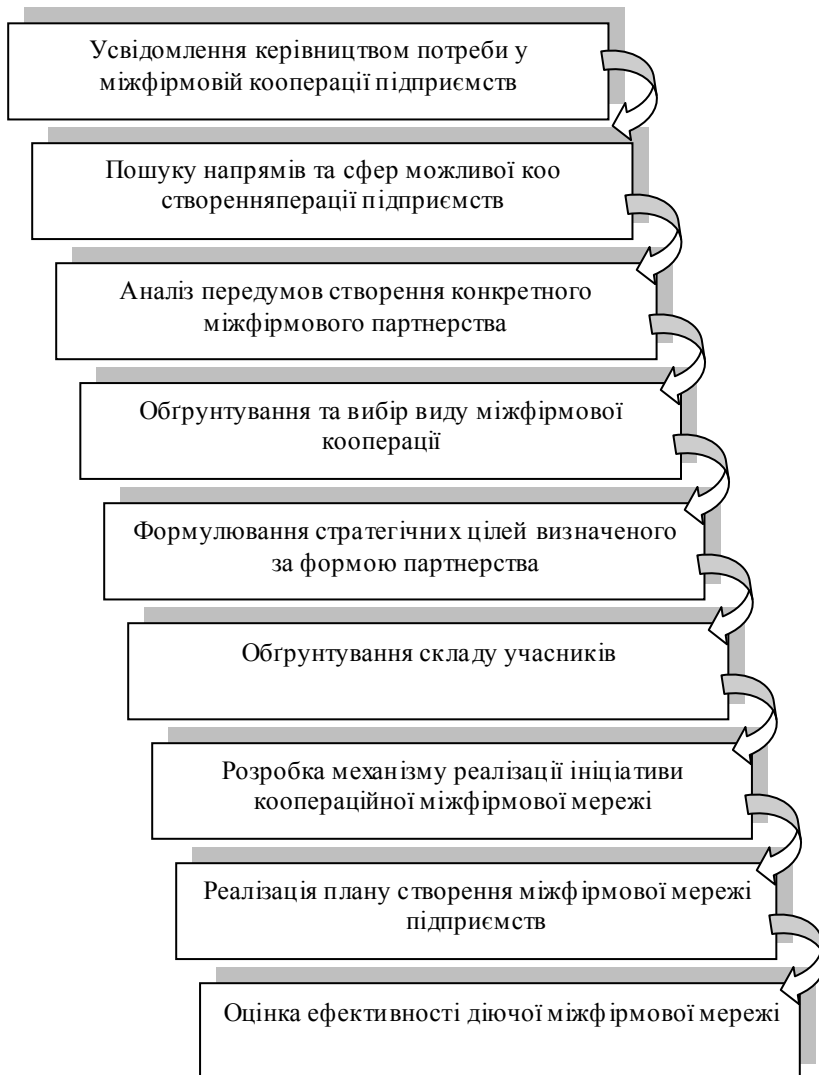 Усвідомлення керівництвом потреби у
міжфірмовій кооперації підприємств
Пошуку напрямів та сфер можливої коо
створенняперації підприємств
Аналіз передумов створення конкретного
міжфірмового партнерства
Обґрунтування та вибір виду міжфірмової
кооперації
Формулювання стратегічних цілей визначеного
за формою партнерства
Обґрунтування складу учасників
Розробка механізму реалізації ініціативи
коопераційної міжфірмової мережі
Реалізація плану створення міжфірмової мережі
підприємств
Оцінка ефективності діючої міжфірмової мережі